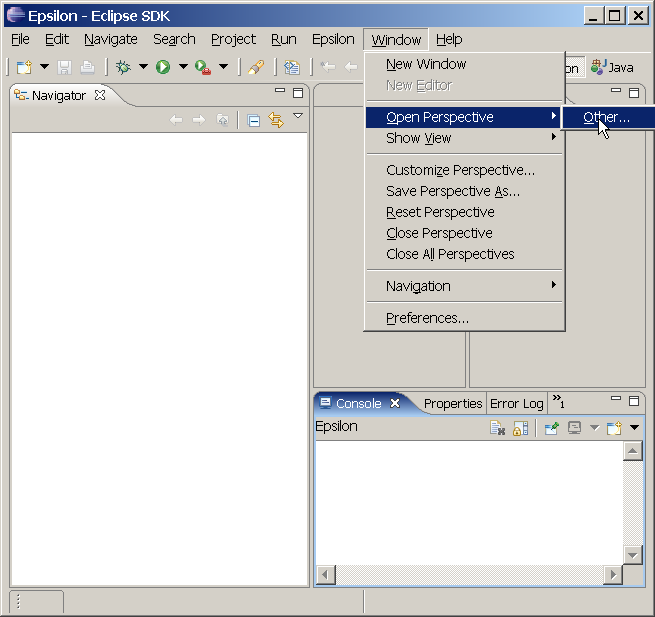 Epsilon - Eclipse SDK
File Edit Navigate Search Project Run Epsilon Window Help
on Java
Navigator
New Window
New Editor
Open Perspective
Other...
Show View
Customize Perspective...
Save Perspective As...
Reset Perspective
Close Perspective
Close All Perspectives
Navigation
Preferences...
Console Properties Error Log »1
Epsilon